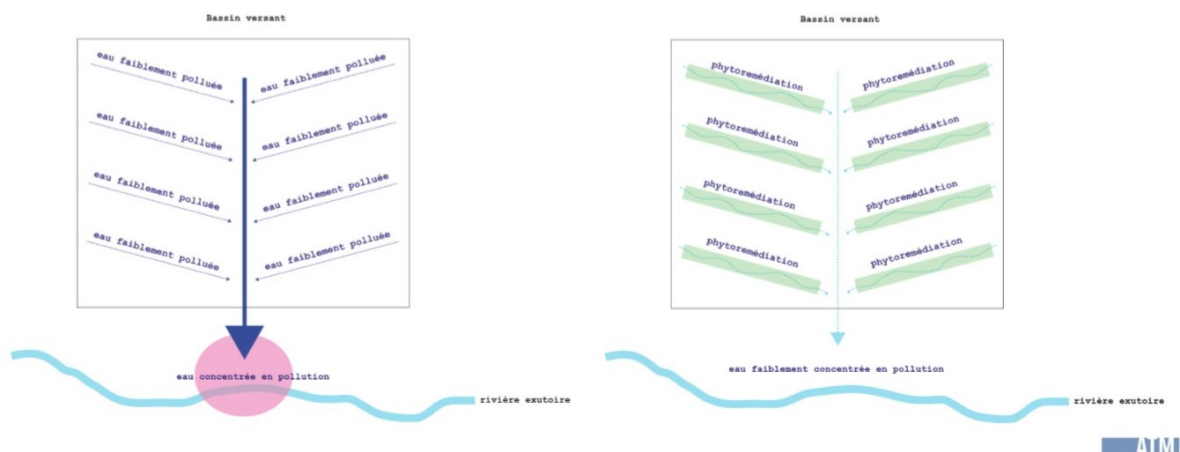 Bassin versant
eau faiblement polluée
eau faiblement polluée
eau faiblement polluée
eau faiblement polluée
eau faiblement polluée
eau faiblement polluée
eau faiblement polluée
eau faiblement polluée
eau concentrée en pollution
rivière exutoire
Bassin versant
phytoremédiation
phytoremédiation
phytoremédiation
phytoremédiation
phytoremédiation
phytoremédiation
phytoremédiation
phytoremédiation
eau faiblement concentrée en pollution
rivière exutoire
ATM